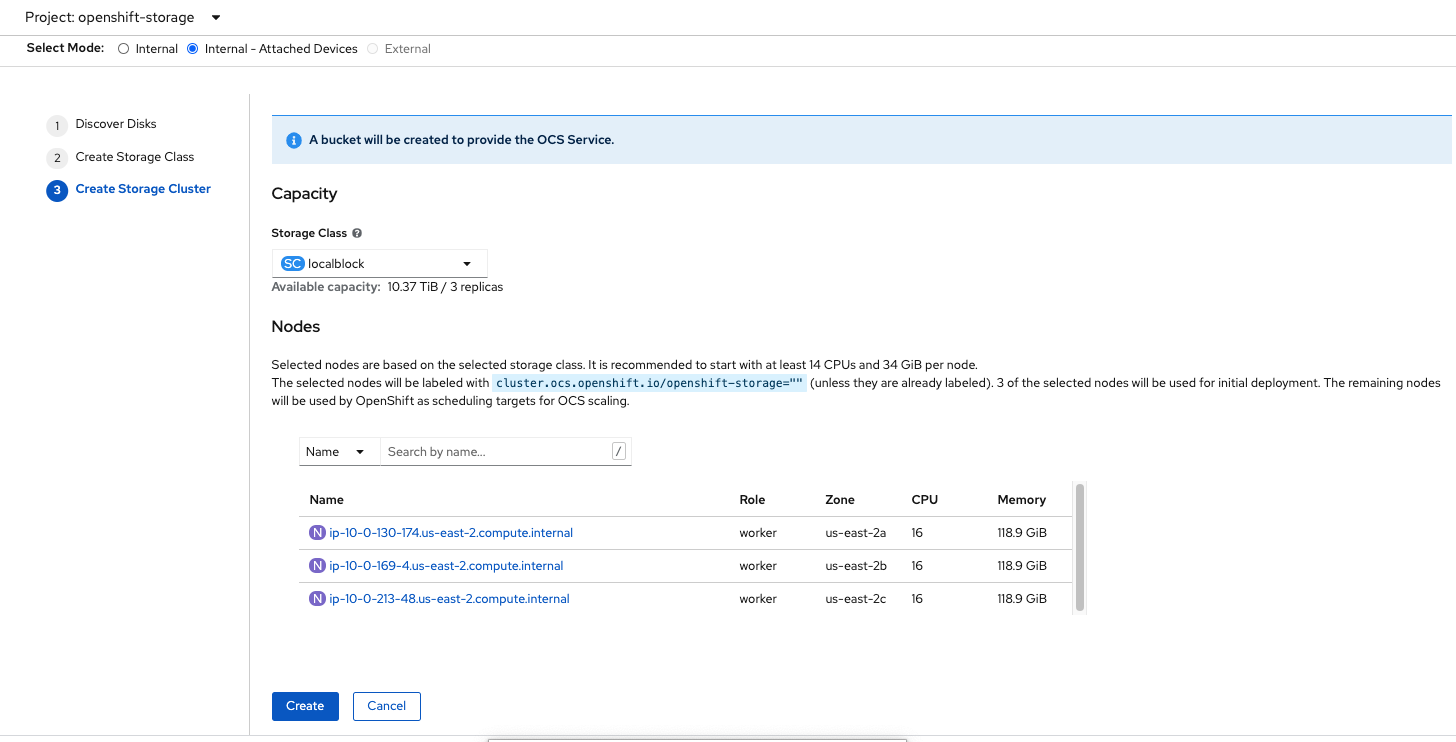 Project: openshift-storage
Select Mode: Internal Internal - Attached Devices External
1 Discover Disks
2 Create Storage Class
3 Create Storage Cluster
i A bucket will be created to provide the OCS Service.
Capacity
Storage Class ?
SC localblock
Available capacity: 10.37 TiB / 3 replicas
Nodes
Selected nodes are based on the selected storage class. It is recommended to start with at least 14 CPUs and 34 GiB per node.
The selected nodes will be labeled with cluster.ocs.openshift.io/openshift-storage="" (unless they are already labeled). 3 of the selected nodes will be used for initial deployment. The remaining nodes
will be used by OpenShift as scheduling targets for OCS scaling.
Name Search by name... /
Name Role Zone CPU Memory
N ip-10-0-130-174.us-east-2.compute.internal worker us-east-2a 16 118.9 GiB
N ip-10-0-169-4.us-east-2.compute.internal worker us-east-2b 16 118.9 GiB
N ip-10-0-213-48.us-east-2.compute.internal worker us-east-2c 16 118.9 GiB
Create Cancel